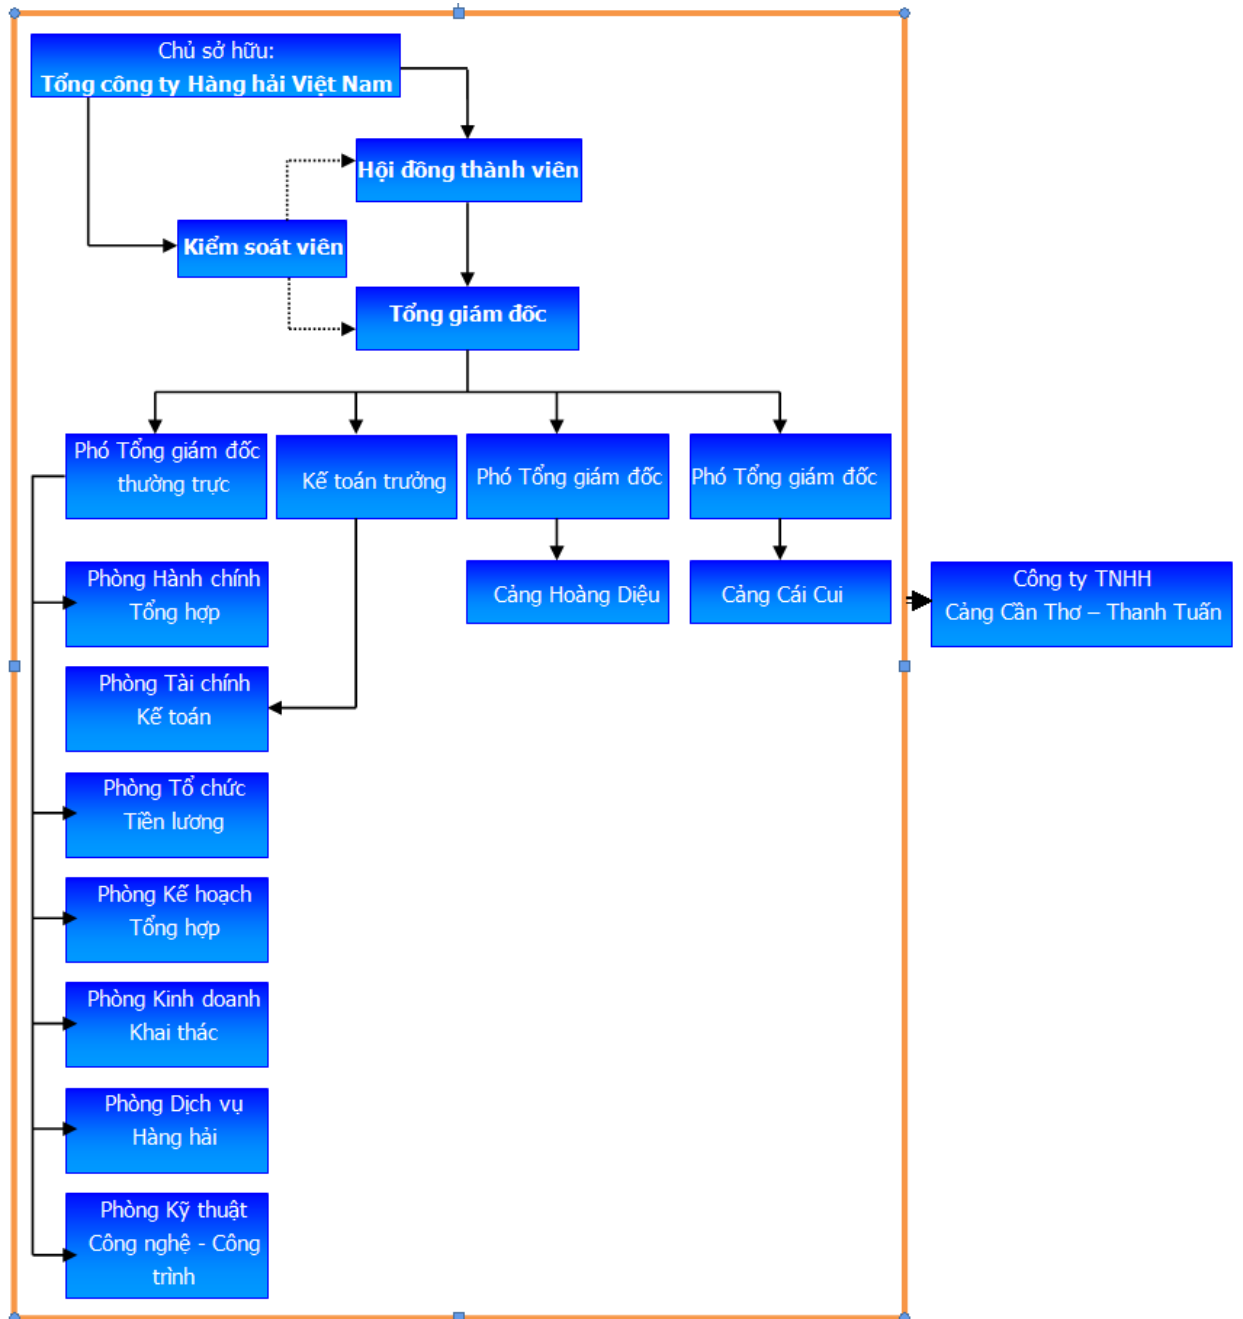 Chủ sở hữu:
Tổng công ty Hàng hải Việt Nam
Hội đông thành viên
Kiểm soát viên
Tổng giám đốc
Phó Tổng giám đốc
thường trực
Kế toán trưởng
Phó Tổng giám đốc
Phó Tổng giám đốc
Phòng Hành chính
Tổng hợp
Cảng Hoàng Diệu
Cảng Cái Cui
Công ty TNHH
Cảng Cần Thơ – Thanh Tuấn
Phòng Tài chính
Kế toán
Phòng Tổ chức
Tiền lương
Phòng Kế hoạch
Tổng hợp
Phòng Kinh doanh
Khai thác
Phòng Dịch vụ
Hàng hải
Phòng Kỹ thuật
Công nghệ - Công
trình